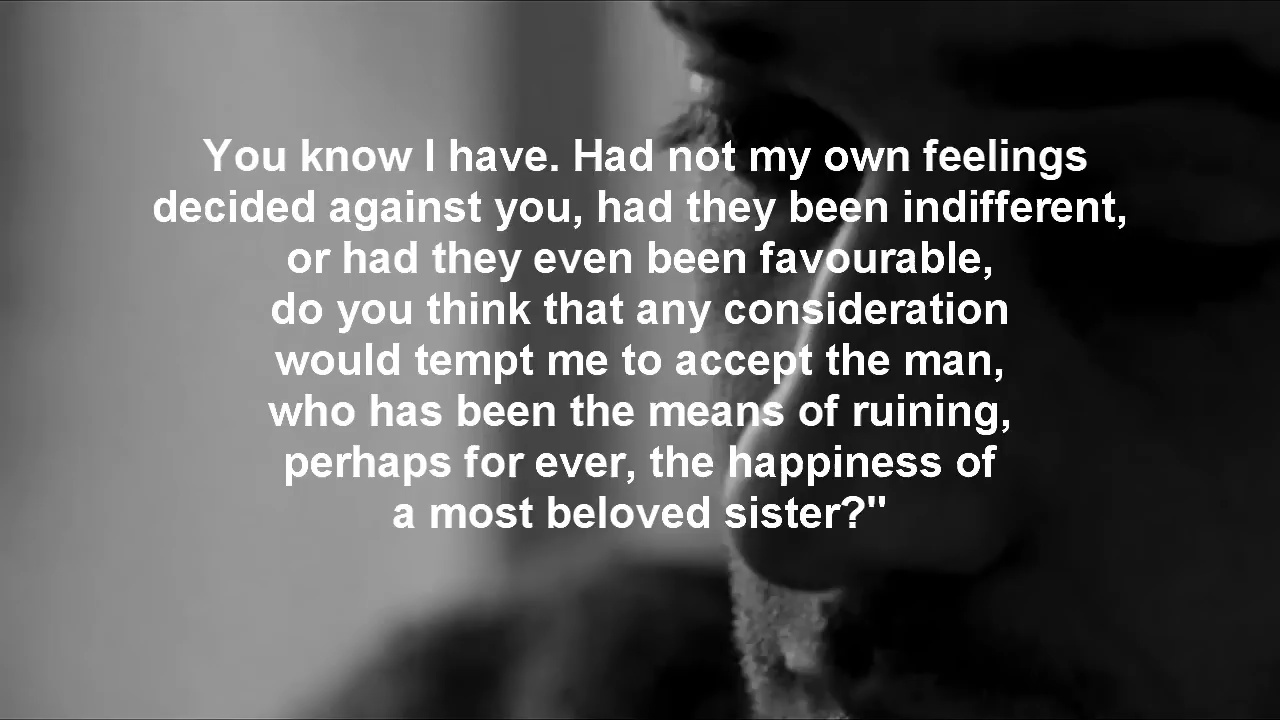 You know I have. Had not my own feelings
decided against you, had they been indifferent,
or had they even been favourable,
do you think that any consideration
would tempt me to accept the man,
who has been the means of ruining,
perhaps for ever, the happiness of
a most beloved sister?"